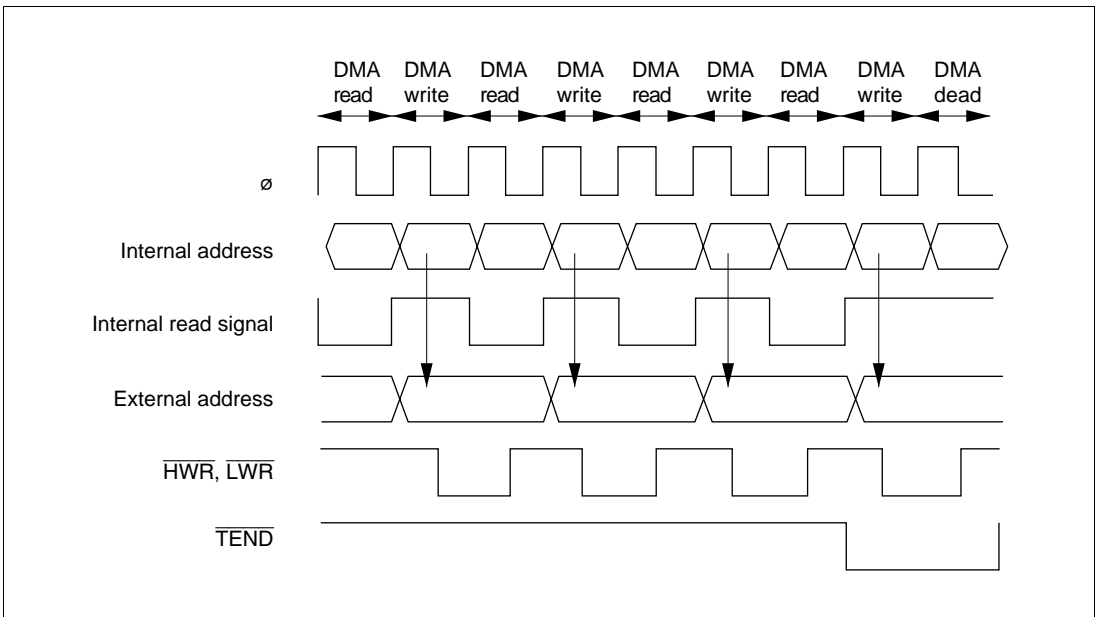 DMA DMA DMA DMA DMA DMA DMA DMA DMA
read write read write read write read write dead
ø
Internal address
Internal read signal
External address
HWR, LWR
TEND